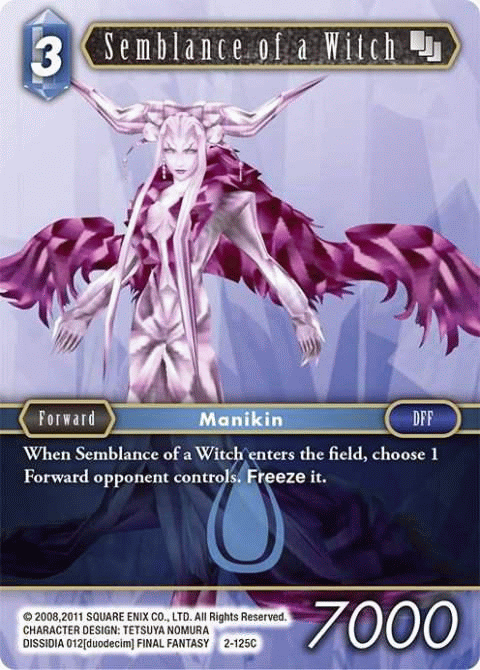 3
Semblance of a Witch
Forward
Manikin
DFF
When Semblance of a Witch enters the field, choose 1
Forward opponent controls. Freeze it.
© 2008,2011 SQUARE ENIX CO., LTD. All Rights Reserved.
CHARACTER DESIGN: TETSUYA NOMURA
DISSIDIA 012[duodecim] FINAL FANTASY
2-125C
7000